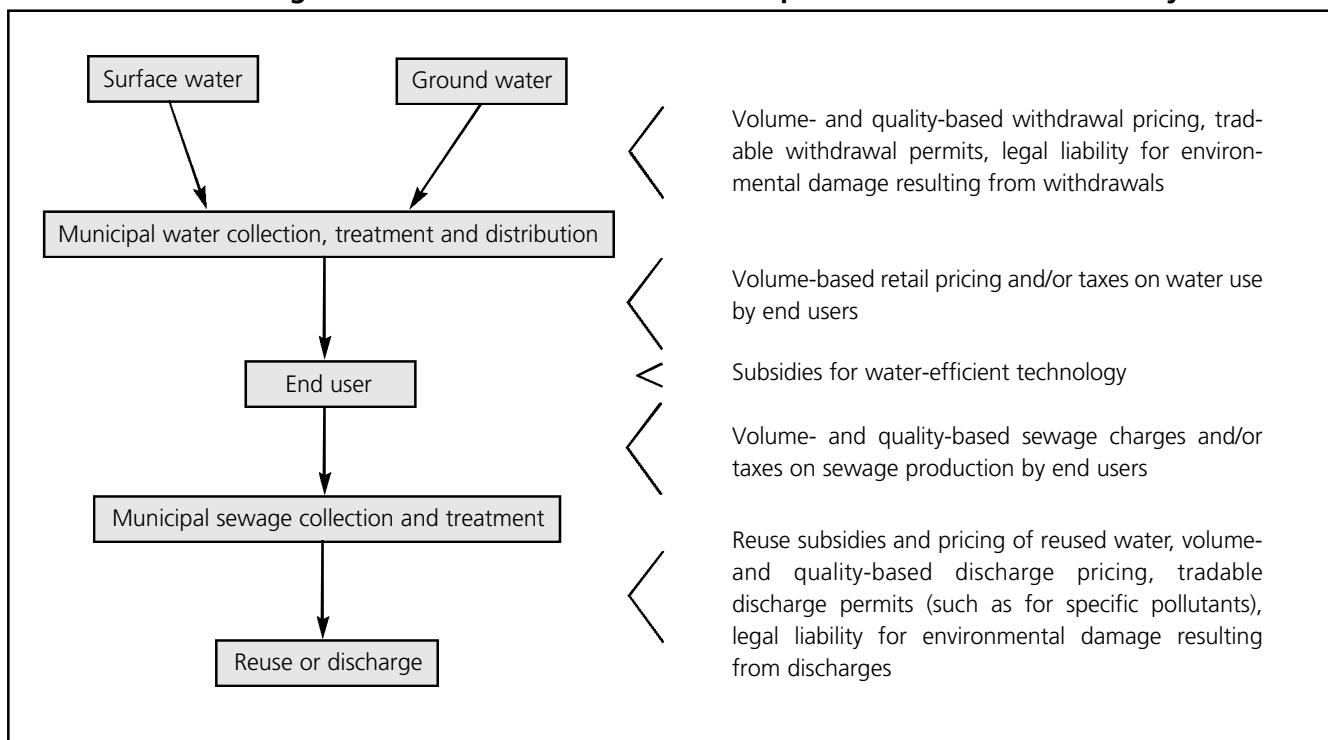 Surface water
Ground water
Volume- and quality-based withdrawal pricing, trad-
able withdrawal permits, legal liability for environ-
mental damage resulting from withdrawals
Municipal water collection, treatment and distribution
Volume-based retail pricing and/or taxes on water use
by end users
End user
Subsidies for water-efficient technology
Volume- and quality-based sewage charges and/or
taxes on sewage production by end users
Municipal sewage collection and treatment
Reuse subsidies and pricing of reused water, volume-
and quality-based discharge pricing, tradable
discharge permits (such as for specific pollutants),
legal liability for environmental damage resulting
from discharges
Reuse or discharge